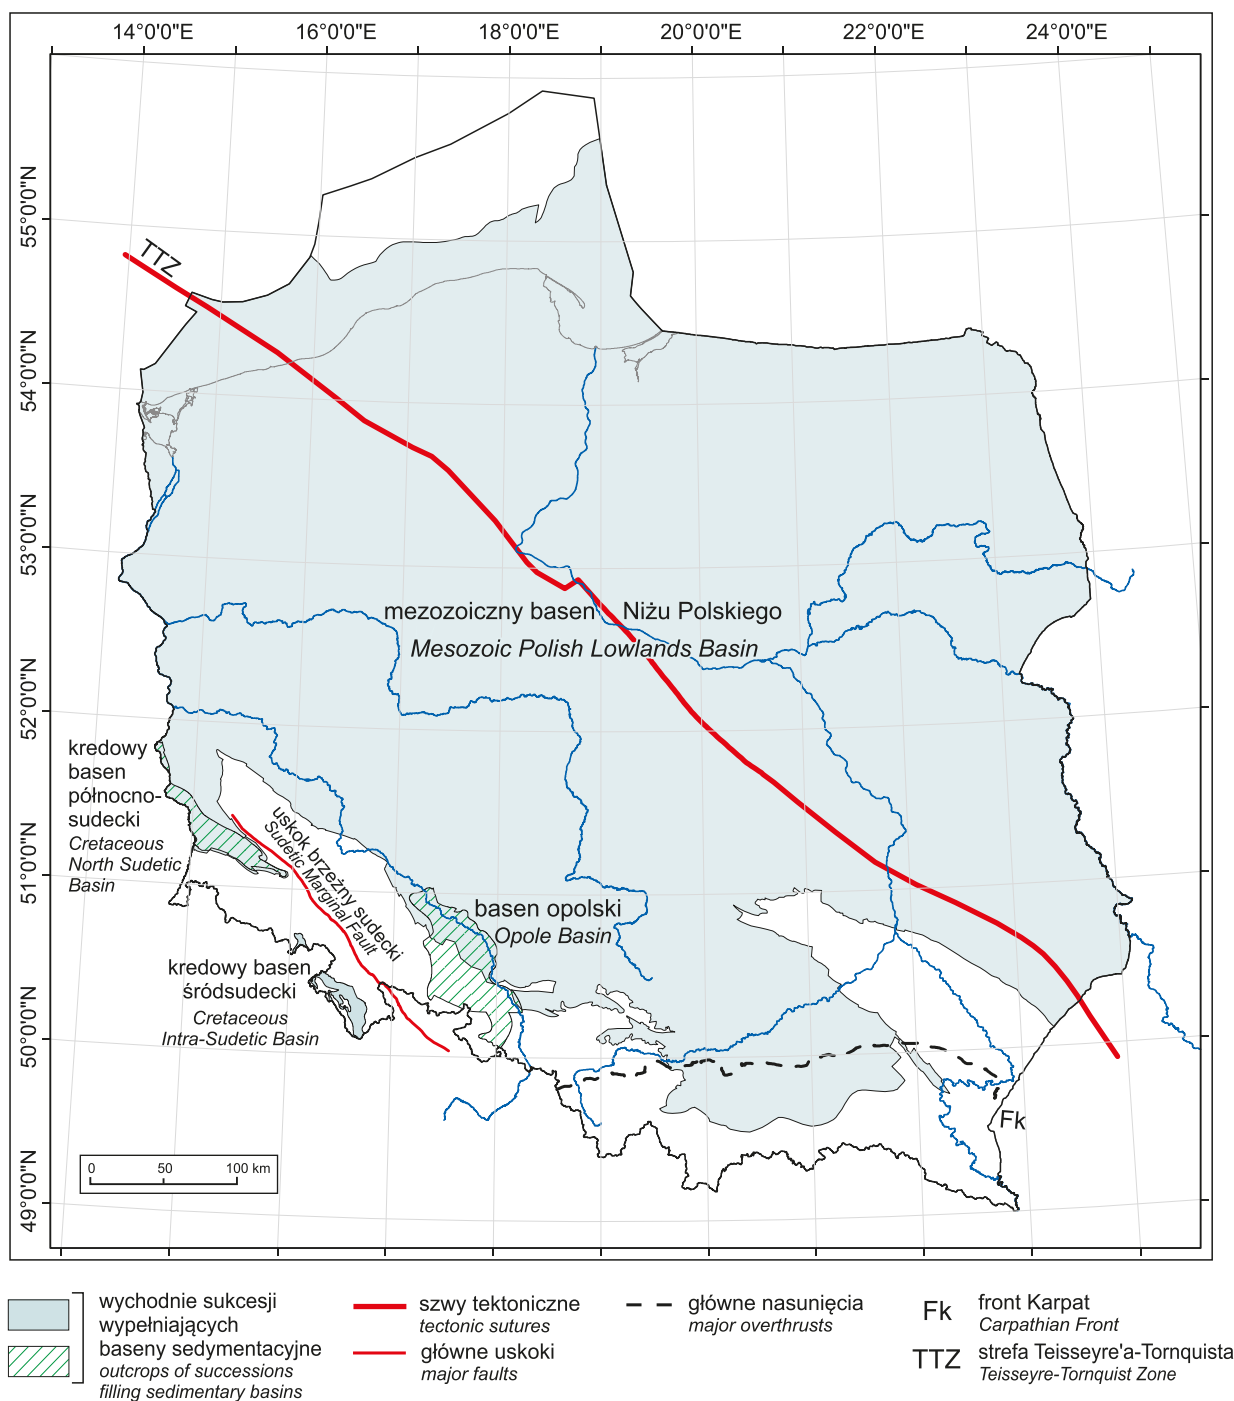 14°0'0"E
16°0'0"E
18°0'0"E
20°0'0"E
22°0'0"E
24°0'0"E
55°0'0"N
54°0'0"N
53°0'0"N
52°0'0"N
51°0'0"N
50°0'0"N
49°0'0"N
TTZ
mezozoiczny basen Niżu Polskiego
Mesozoic Polish Lowlands Basin
kredowy
basen
północno-
sudecki
Cretaceous
North Sudetic
Basin
uskok brzeżny sudecki
Sudetic Marginal Fault
basen opolski
Opole Basin
kredowy basen
śródsudecki
Cretaceous
Intra-Sudetic Basin
Fk
0 50 100 km
wychodnie sukcesji
wypełniających
baseny sedymentacyjne
outcrops of successions
filling sedimentary basins
szwy tektoniczne
tectonic sutures
główne uskoki
major faults
główne nasunięcia
major overthrusts
Fk front Karpat
Carpathian Front
TTZ strefa Teisseyre'a-Tornquista
Teisseyre-Tornquist Zone